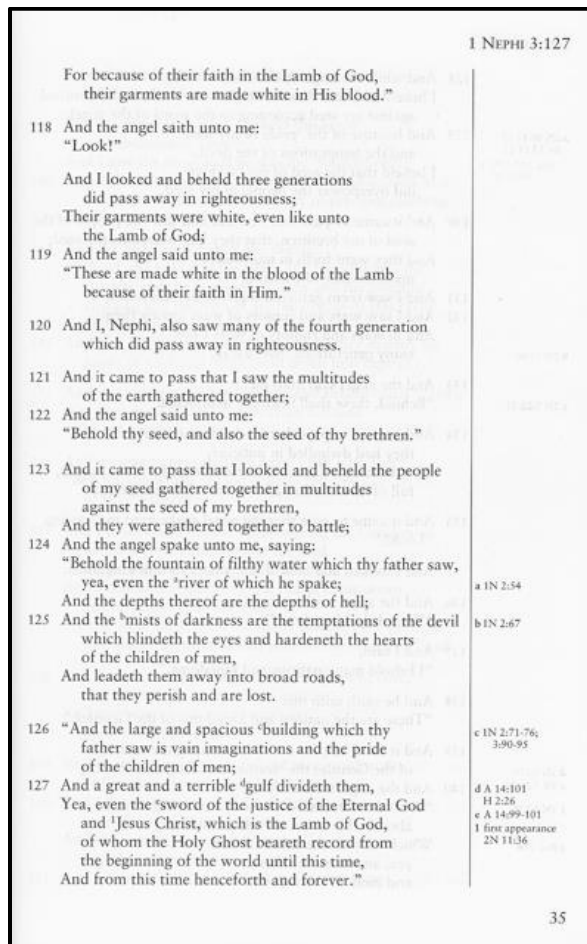 1 NEPHI 3:127
For because of their faith in the Lamb of God,
their garments are made white in His blood."
118 And the angel saith unto me:
"Look!"
And I looked and beheld three generations
did pass away in righteousness;
Their garments were white, even like unto
the Lamb of God;
119 And the angel said unto me:
"These are made white in the blood of the Lamb
because of their faith in Him."
120 And I, Nephi, also saw many of the fourth generation
which did pass away in righteousness.
121 And it came to pass that I saw the multitudes
of the earth gathered together;
122 And the angel said unto me:
"Behold thy seed, and also the seed of thy brethren."
123 And it came to pass that I looked and beheld the people
of my seed gathered together in multitudes
against the seed of my brethren,
And they were gathered together to battle;
124 And the angel spake unto me, saying:
"Behold the fountain of filthy water which thy father saw,
yea, even the ᵃriver of which he spake;
And the depths thereof are the depths of hell;
125 And the ᵇmists of darkness are the temptations of the devil
which blindeth the eyes and hardeneth the hearts
of the children of men,
And leadeth them away into broad roads,
that they perish and are lost.
126 "And the large and spacious ᶜbuilding which thy
father saw is vain imaginations and the pride
of the children of men;
127 And a great and a terrible ᵈgulf divideth them,
Yea, even the ᵉsword of the justice of the Eternal God
and ¹Jesus Christ, which is the Lamb of God,
of whom the Holy Ghost beareth record from
the beginning of the world until this time,
And from this time henceforth and forever."
a 1N 2:54
b 1N 2:67
c 1N 2:71-76;
3:90-95
d A 14:101
H 2:26
e A 14:99-101
1 first appearance
2N 11:36
35